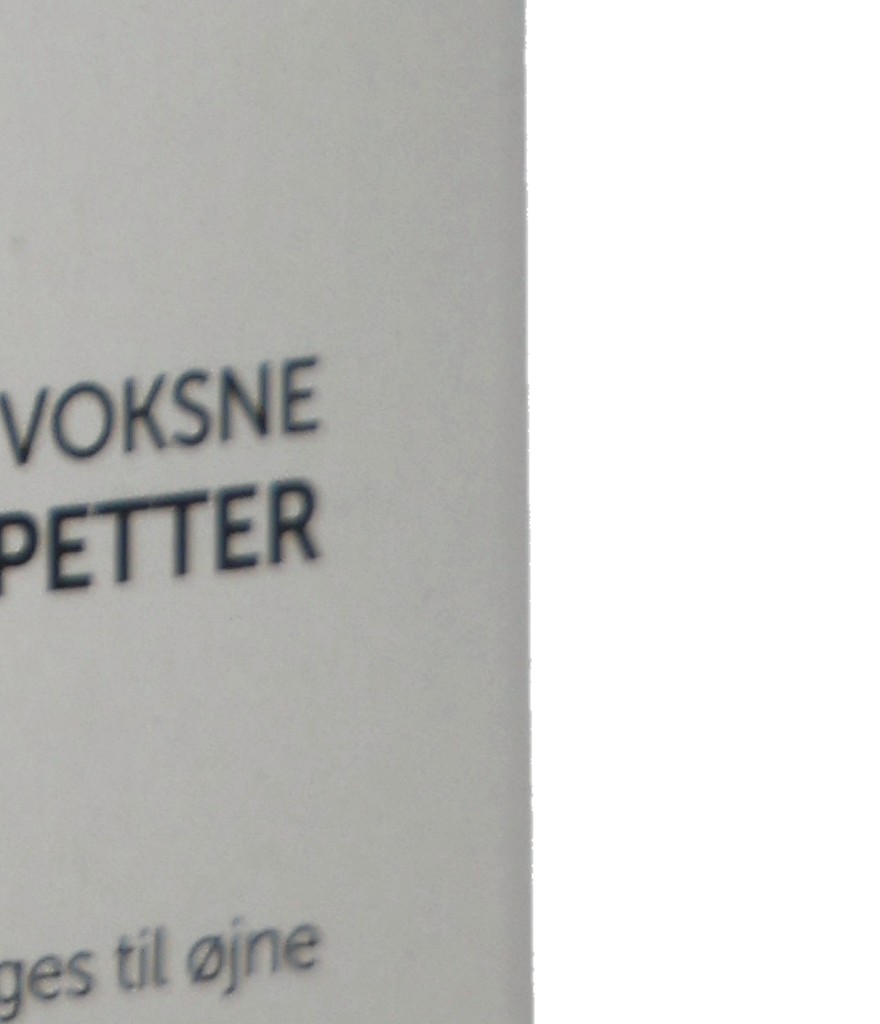 VOKSNE
PETTER
ges til øjne